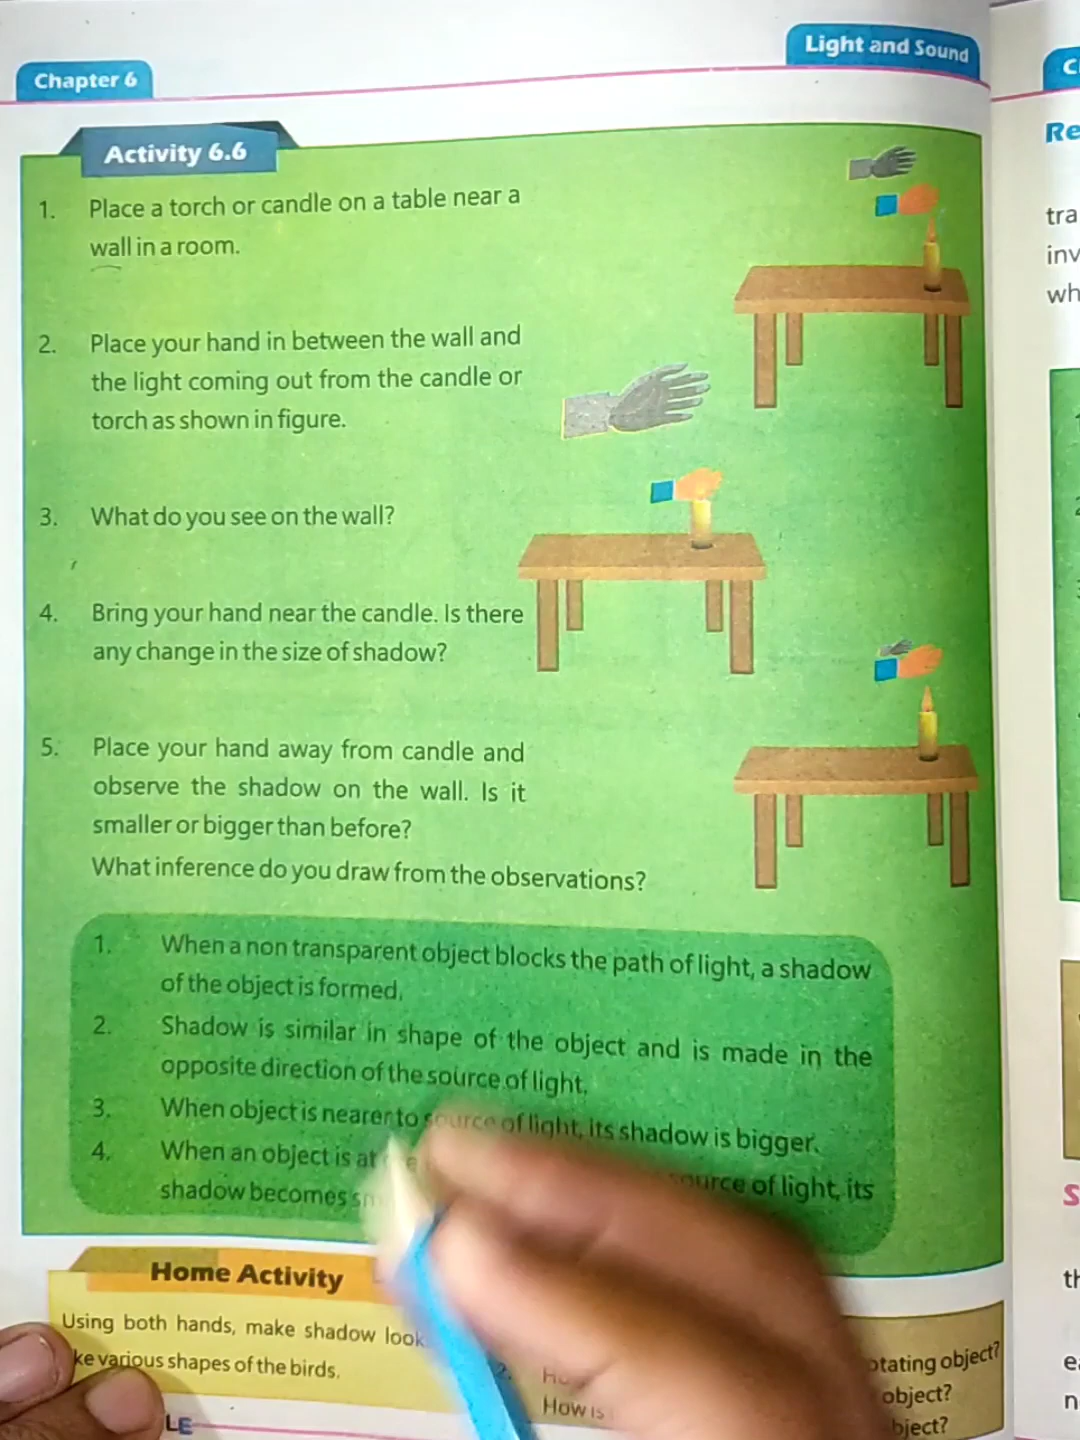 Light and Sound
Chapter 6
Activity 6.6
1. Place a torch or candle on a table near a
wall in a room.
2. Place your hand in between the wall and
the light coming out from the candle or
torch as shown in figure.
3. What do you see on the wall?
4. Bring your hand near the candle. Is there
any change in the size of shadow?
5. Place your hand away from candle and
observe the shadow on the wall. Is it
smaller or bigger than before?
What inference do you draw from the observations?
1. When a non transparent object blocks the path of light, a shadow
of the object is formed.
2. Shadow is similar in shape of the object and is made in the
opposite direction of the source of light.
3. When object is nearer to source of light, its shadow is bigger.
4. When an object is at source of light, its
shadow becomes
Home Activity
Using both hands, make shadow look
ke various shapes of the birds.
2.
otating object?
object?
How is
bject?
LE
Re
tra
inv
wh